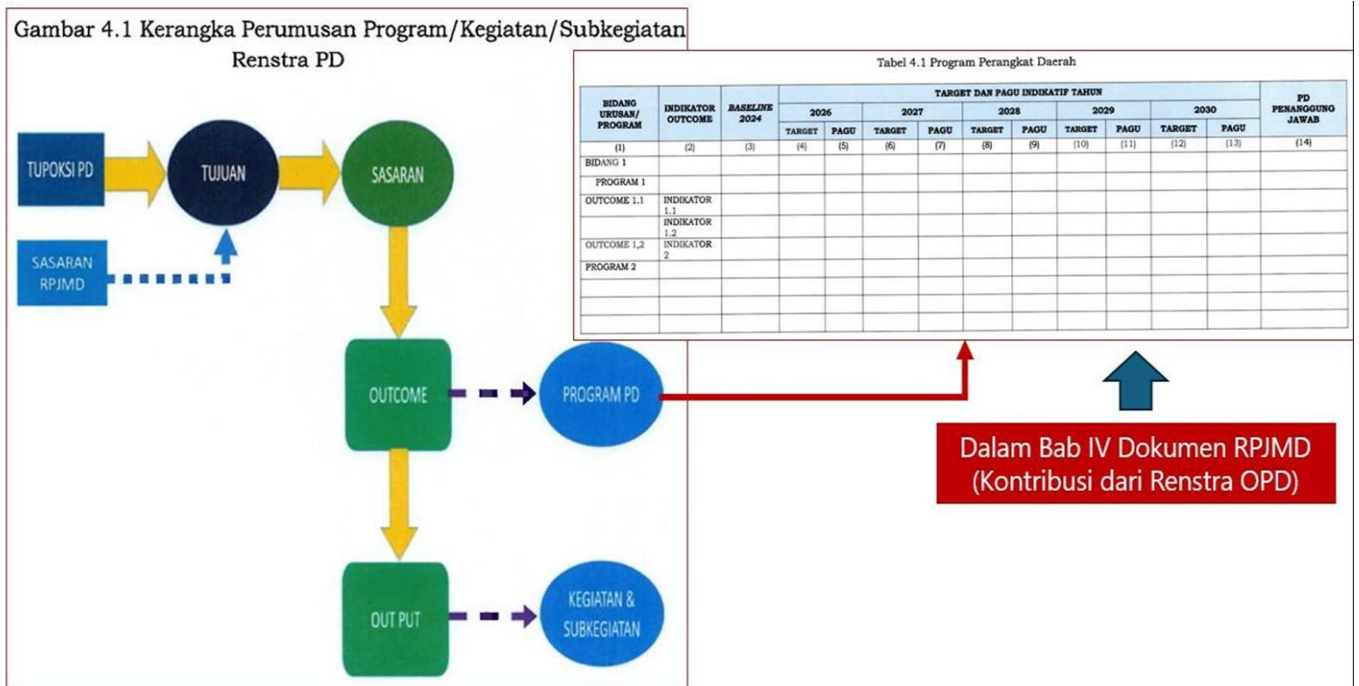 Gambar 4.1 Kerangka Perumusan Program/Kegiatan/Subkegiatan
Renstra PD
TUPOKSI PD
TUJUAN
SASARAN
SASARAN
RPJMD
OUTCOME
PROGRAM PD
OUT PUT
KEGIATAN &
SUBKEGIATAN
Tabel 4.1 Program Perangkat Daerah
BIDANG
URUSAN/
PROGRAM
INDIKATOR
OUTCOME
BASELINE
2024
TARGET DAN PAGU INDIKATIF TAHUN
PD
PENANGGUNG
JAWAB
2026 2027 2028 2029 2030
TARGET PAGU TARGET PAGU TARGET PAGU TARGET PAGU TARGET PAGU
(1) (2) (3) (4) (5) (6) (7) (8) (9) (10) (11) (12) (13) (14)
BIDANG 1
PROGRAM 1
OUTCOME 1.1 INDIKATOR
1.1
INDIKATOR
1.2
OUTCOME 1,2 INDIKATOR
2
PROGRAM 2
Dalam Bab IV Dokumen RPJMD
(Kontribusi dari Renstra OPD)